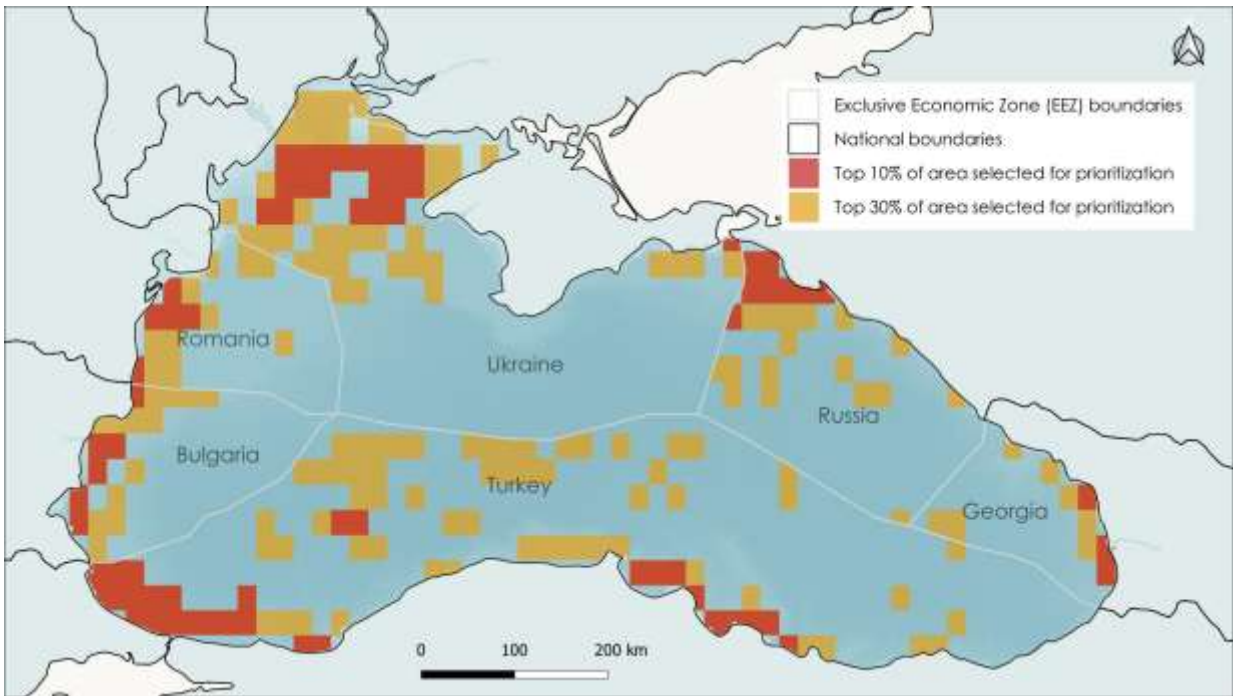 Exclusive Economic Zone (EEZ) boundaries
National boundaries
Top 10% of area selected for prioritization
Top 30% of area selected for prioritization
Romania
Ukraine
Russia
Bulgaria
Turkey
Georgia
0 100 200 km